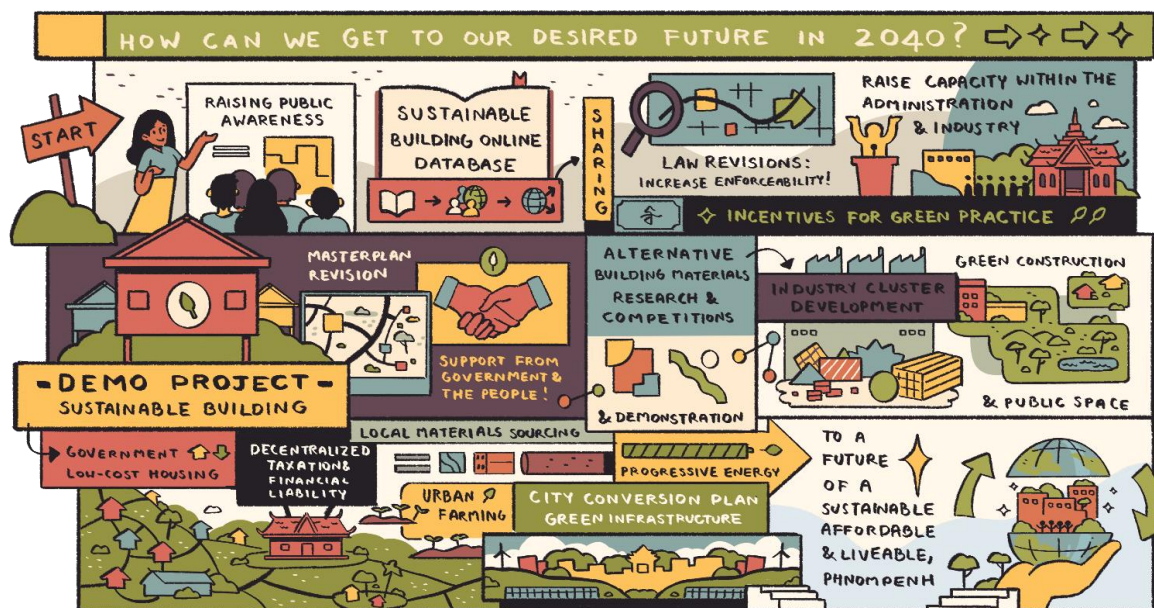 HOW CAN WE GET TO OUR DESIRED FUTURE IN 2040?
START
RAISING PUBLIC
AWARENESS
SUSTAINABLE
BUILDING ONLINE
DATABASE
SHARING
LAW REVISIONS:
INCREASE ENFORCEABILITY!
RAISE CAPACITY WITHIN THE
ADMINISTRATION
& INDUSTRY
INCENTIVES FOR GREEN PRACTICE
MASTERPLAN
REVISION
SUPPORT FROM
GOVERNMENT &
THE PEOPLE!
ALTERNATIVE
BUILDING MATERIALS
RESEARCH &
COMPETITIONS
& DEMONSTRATION
INDUSTRY CLUSTER
DEVELOPMENT
GREEN CONSTRUCTION
& PUBLIC SPACE
-DEMO PROJECT-
SUSTAINABLE BUILDING
GOVERNMENT
LOW-COST HOUSING
DECENTRALIZED
TAXATION &
FINANCIAL
LIABILITY
LOCAL MATERIALS SOURCING
PROGRESSIVE ENERGY
URBAN
FARMING
CITY CONVERSION PLAN
GREEN INFRASTRUCTURE
TO A
FUTURE
OF A
SUSTAINABLE
AFFORDABLE
& LIVEABLE,
PHNOM PENH